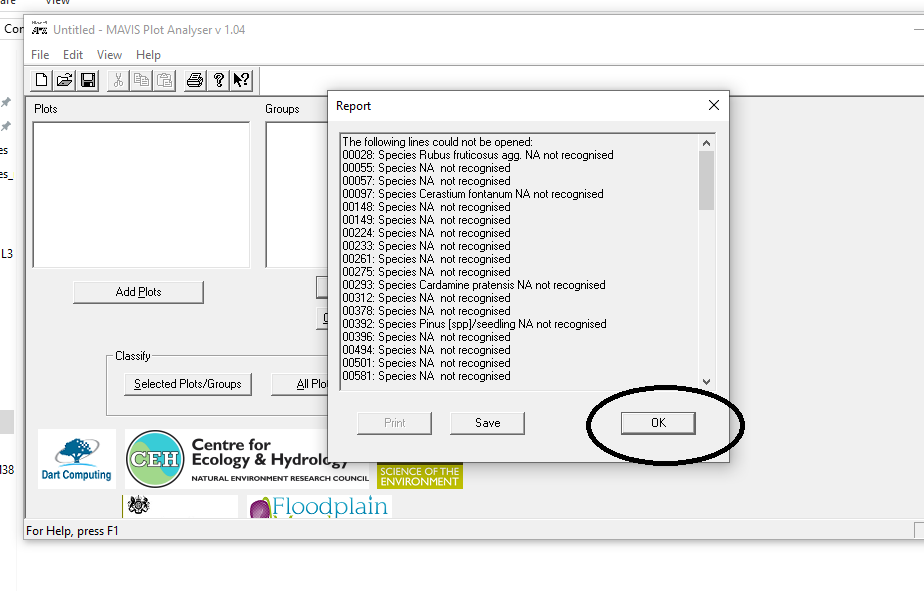 View
Untitled - MAVIS Plot Analyser v 1.04
File Edit View Help
Plots
Groups
Report
The following lines could not be opened:
00028: Species Rubus fruticosus agg. NA not recognised
00055: Species NA  not recognised
00057: Species NA  not recognised
00097: Species Cerastium fontanum NA not recognised
00148: Species NA  not recognised
00149: Species NA  not recognised
00224: Species NA  not recognised
00233: Species NA  not recognised
00261: Species NA  not recognised
00275: Species NA  not recognised
00293: Species Cardamine pratensis NA not recognised
00312: Species NA  not recognised
00378: Species NA  not recognised
00392: Species Pinus [spp]/seedling NA not recognised
00396: Species NA  not recognised
00494: Species NA  not recognised
00501: Species NA  not recognised
00581: Species NA  not recognised
Print
Save
OK
Add Plots
Classify
Selected Plots/Groups
All Plot
L3
Dart Computing
CEH
Centre for
Ecology & Hydrology
NATURAL ENVIRONMENT RESEARCH COUNCIL
SCIENCE OF THE
ENVIRONMENT
Floodplain
For Help, press F1